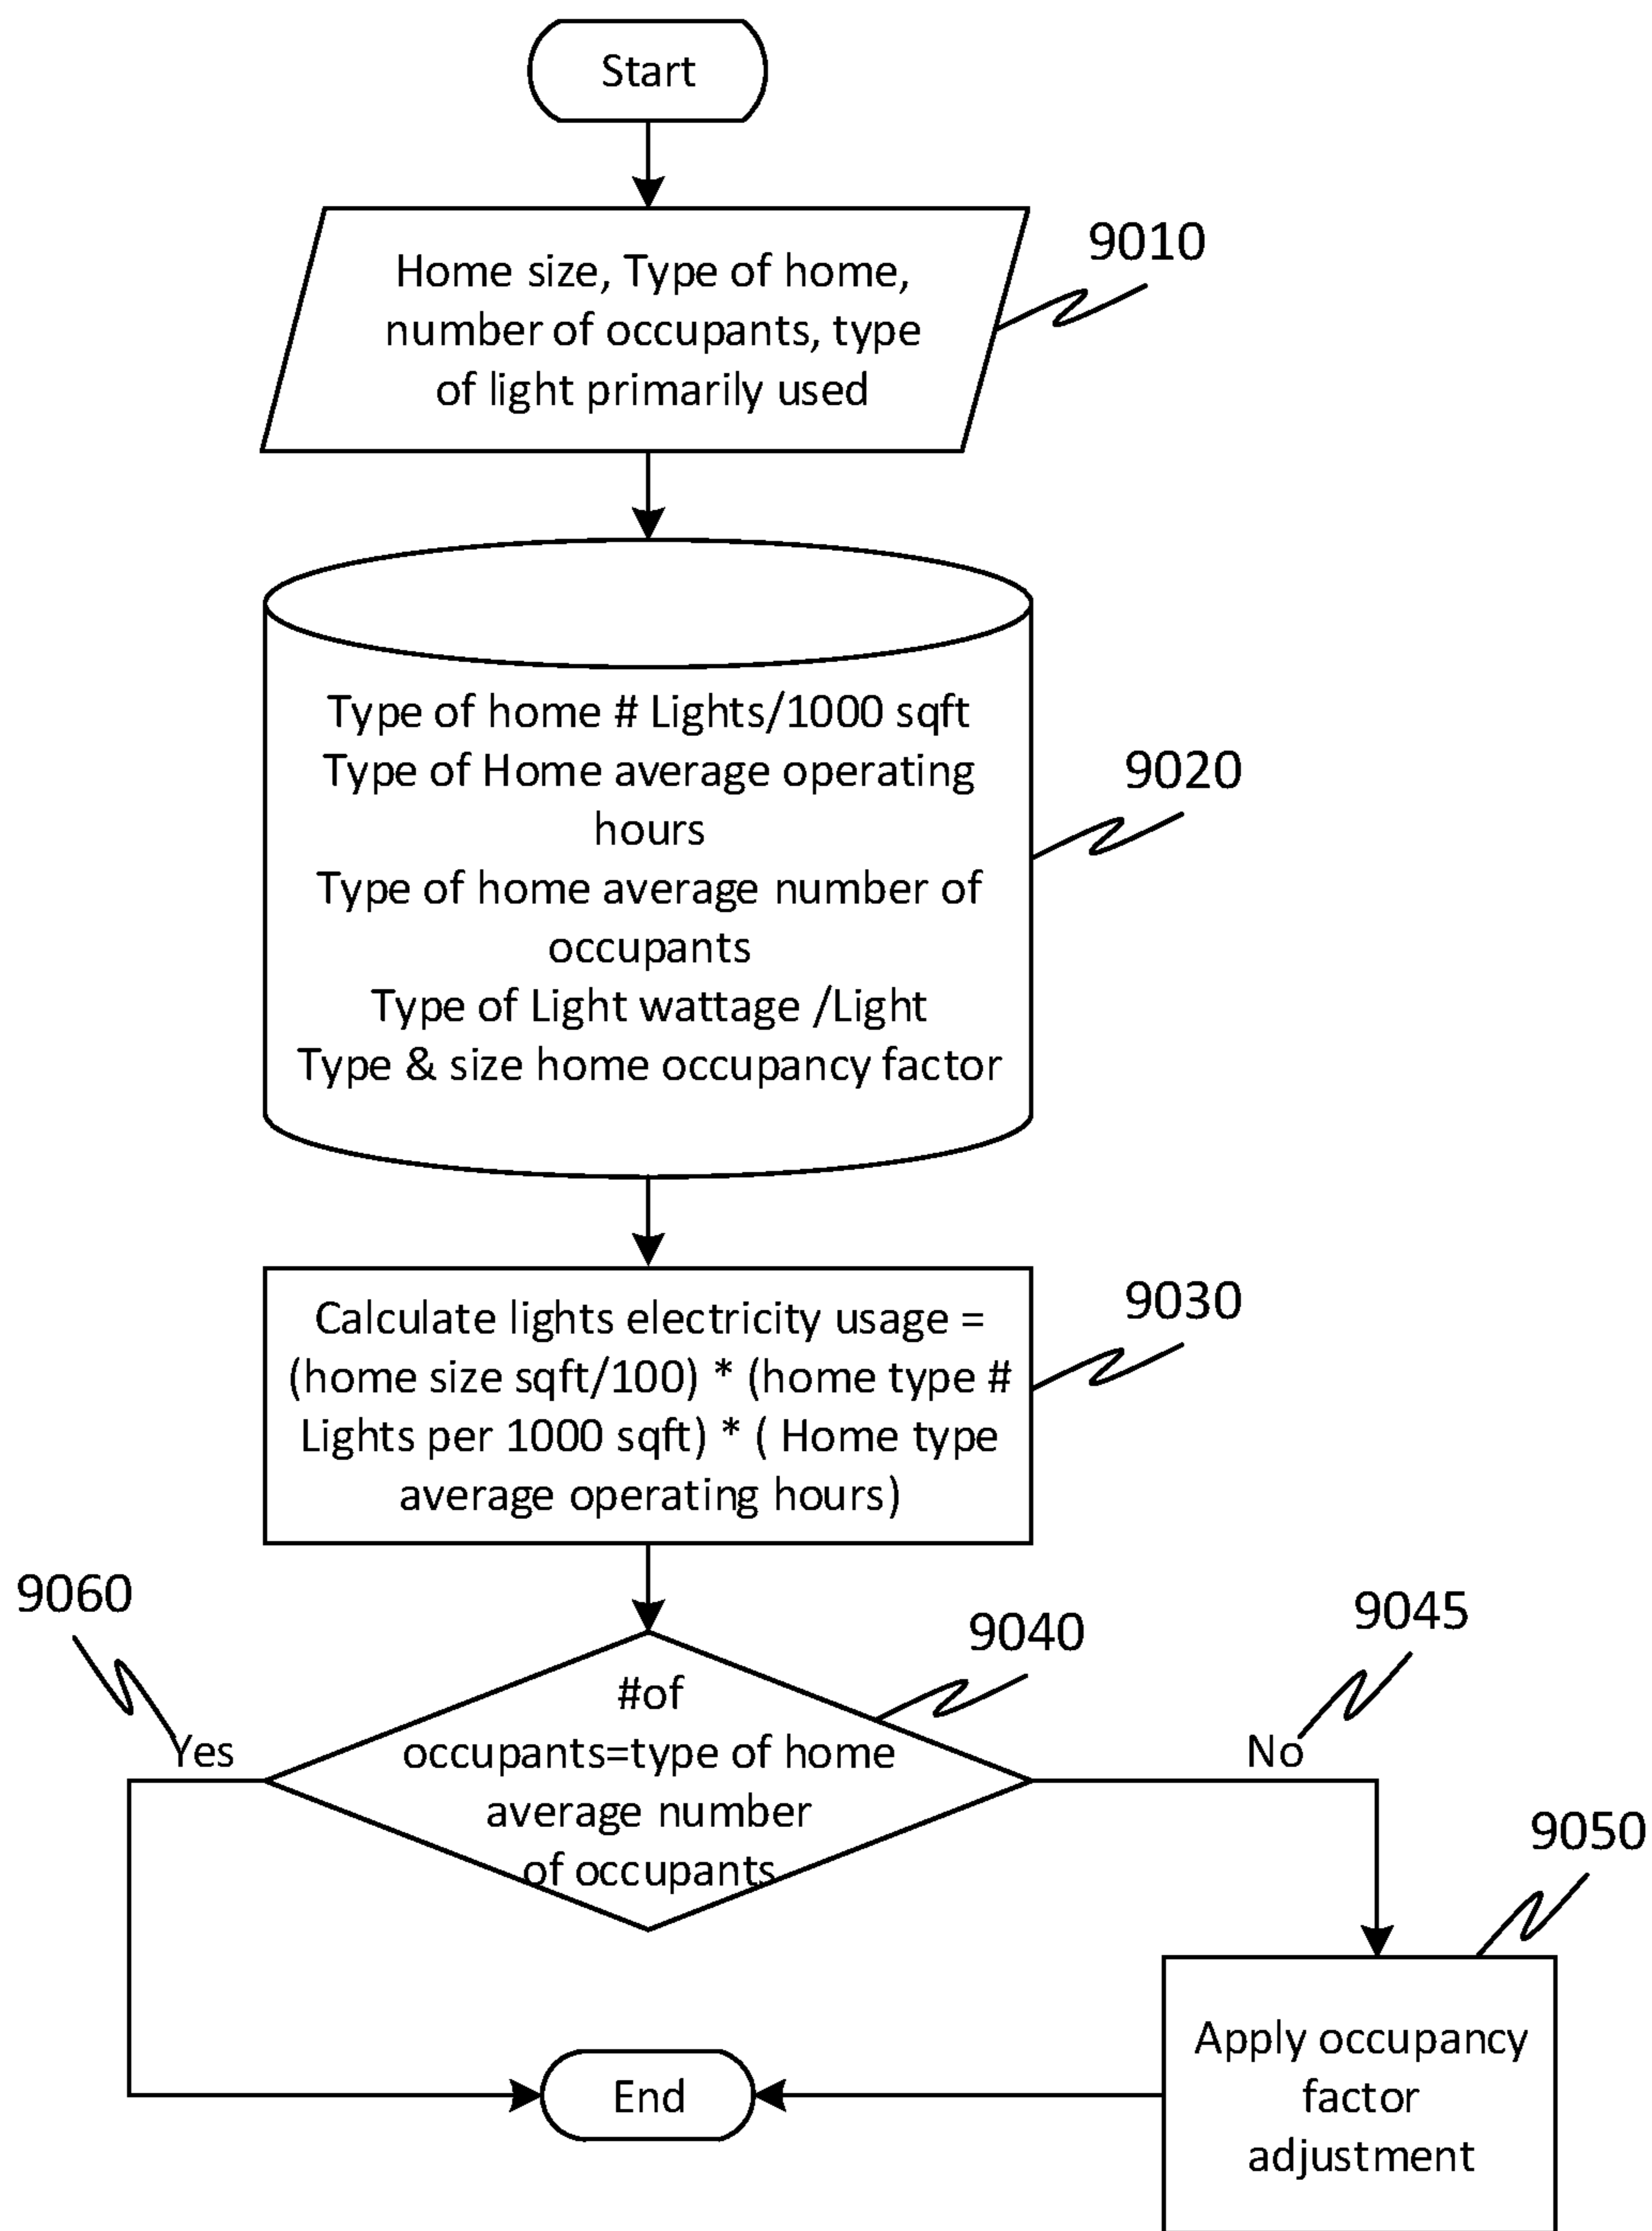 Start
9010
Home size, Type of home,
number of occupants, type
of light primarily used
Type of home # Lights/1000 sqft
Type of Home average operating
hours
9020
Type of home average number of
occupants
Type of Light wattage /Light
Type & size home occupancy factor
9030
Calculate lights electricity usage =
(home size sqft/100) * (home type #
Lights per 1000 sqft) * ( Home type
average operating hours)
9060
9045
9040
#of
occupants=type of home
average number
of occupants
Yes
No
9050
Apply occupancy
factor
adjustment
End